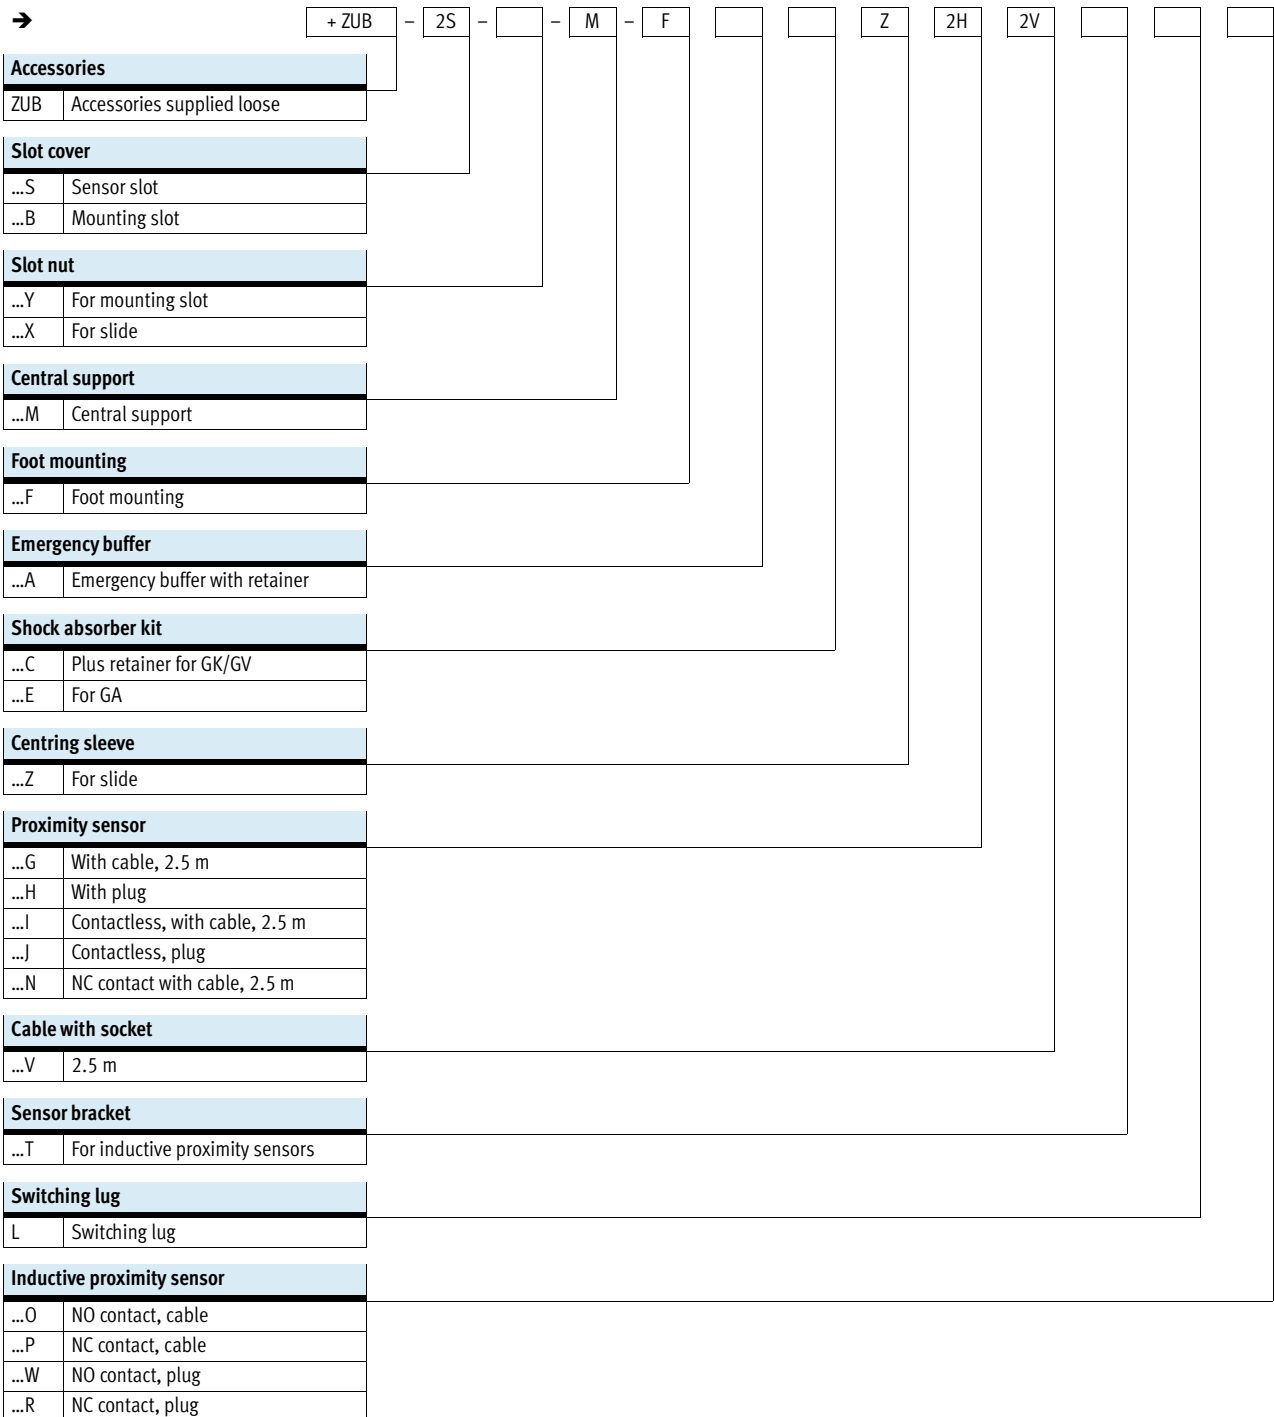 ➔ + ZUB – 2S – – M – F Z 2H 2V
Accessories
ZUB Accessories supplied loose
Slot cover
...S Sensor slot
...B Mounting slot
Slot nut
...Y For mounting slot
...X For slide
Central support
...M Central support
Foot mounting
...F Foot mounting
Emergency buffer
...A Emergency buffer with retainer
Shock absorber kit
...C Plus retainer for GK/GV
...E For GA
Centring sleeve
...Z For slide
Proximity sensor
...G With cable, 2.5 m
...H With plug
...I Contactless, with cable, 2.5 m
...J Contactless, plug
...N NC contact with cable, 2.5 m
Cable with socket
...V 2.5 m
Sensor bracket
...T For inductive proximity sensors
Switching lug
L Switching lug
Inductive proximity sensor
...O NO contact, cable
...P NC contact, cable
...W NO contact, plug
...R NC contact, plug